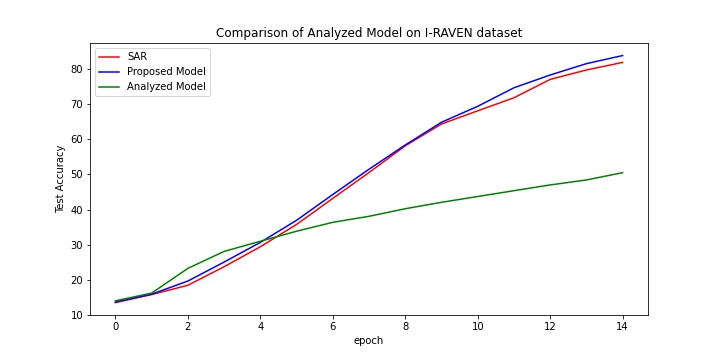 Comparison of Analyzed Model on I-RAVEN dataset
SAR
Proposed Model
Analyzed Model
Test Accuracy
80
70
60
50
40
30
20
10
0 2 4 6 8 10 12 14
epoch